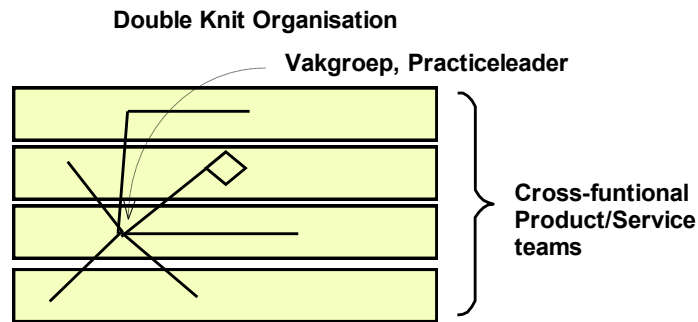 Double Knit Organisation
Vakgroep, Practiceleader
Cross-funtional
Product/Service
teams